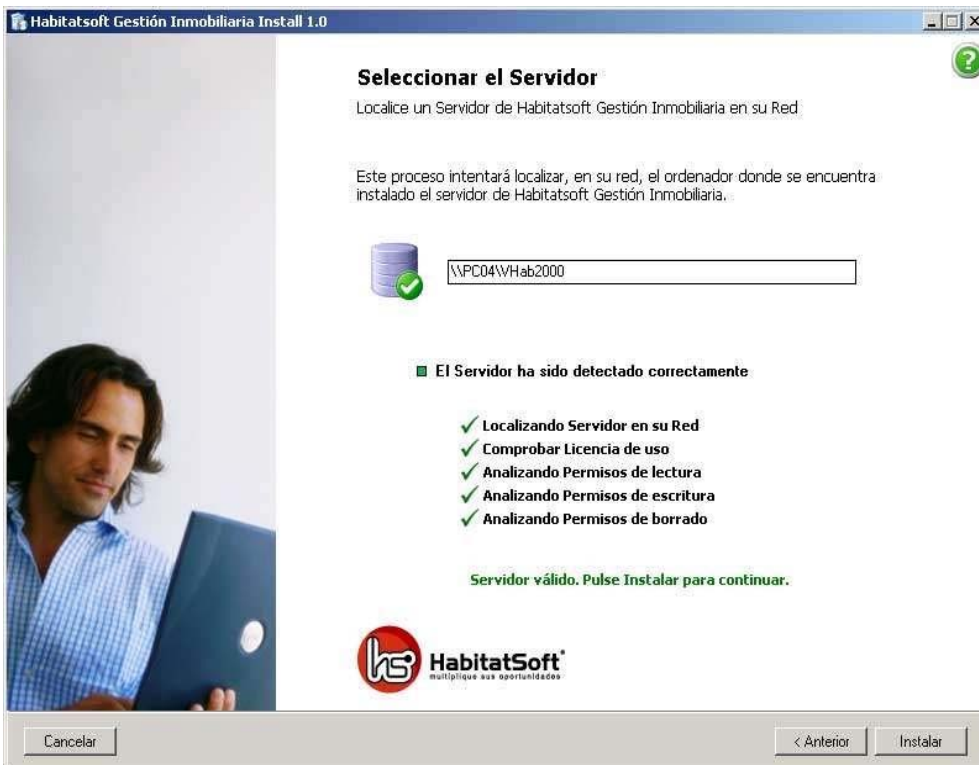 Habitatsoft Gestión Inmobiliaria Install 1.0
Seleccionar el Servidor
Localice un Servidor de Habitatsoft Gestión Inmobiliaria en su Red
Este proceso intentará localizar, en su red, el ordenador donde se encuentra
instalado el servidor de Habitatsoft Gestión Inmobiliaria.
\\PC04\VHab2000
El Servidor ha sido detectado correctamente
Localizando Servidor en su Red
Comprobar Licencia de uso
Analizando Permisos de lectura
Analizando Permisos de escritura
Analizando Permisos de borrado
Servidor válido. Pulse Instalar para continuar.
hs
HabitatSoft
multiplique sus oportunidades
Cancelar
< Anterior
Instalar